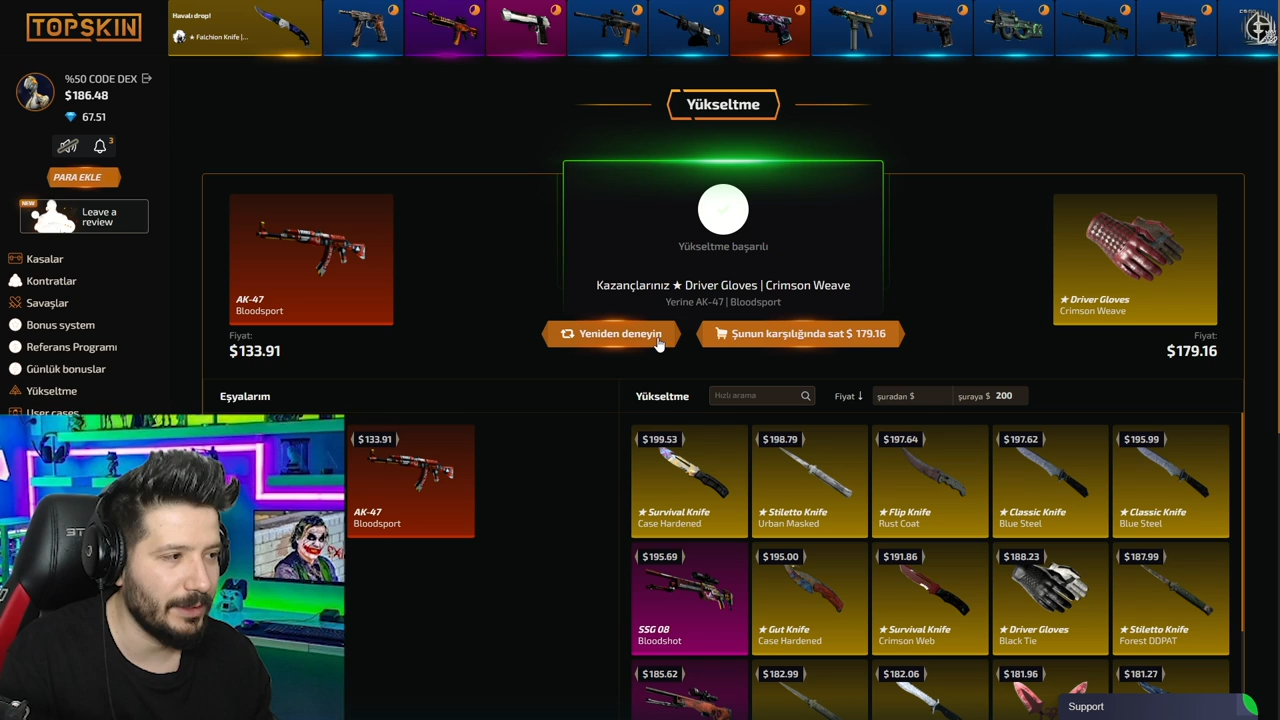 TOPSKIN
Havalı drop!
★ Falchion Knife |...
%50 CODE DEX
$186.48
67.51
3
PARA EKLE
NEW
Leave a
review
Kasalar
Kontratlar
Savaşlar
Bonus system
Referans Programı
Günlük bonuslar
Yükseltme
User cases
Yükseltme
AK-47
Bloodsport
Fiyat:
$133.91
Yükseltme başarılı
Kazançlarınız ★ Driver Gloves | Crimson Weave
Yerine AK-47 | Bloodsport
Yeniden deneyin
Şunun karşılığında sat $ 179.16
★ Driver Gloves
Crimson Weave
Fiyat:
$179.16
Eşyalarım
$133.91
AK-47
Bloodsport
Yükseltme
Hızlı arama
Fiyat ↓
şuradan $
şuraya $ 200
$199.53
★ Survival Knife
Case Hardened
$198.79
★ Stiletto Knife
Urban Masked
$197.64
★ Flip Knife
Rust Coat
$197.62
★ Classic Knife
Blue Steel
$195.99
★ Classic Knife
Blue Steel
$195.69
SSG 08
Bloodshot
$195.00
★ Gut Knife
Case Hardened
$191.86
★ Survival Knife
Crimson Web
$188.23
★ Driver Gloves
Black Tie
$187.99
★ Stiletto Knife
Forest DDPAT
$185.62
$182.99
$182.06
$181.96
$181.27
Support